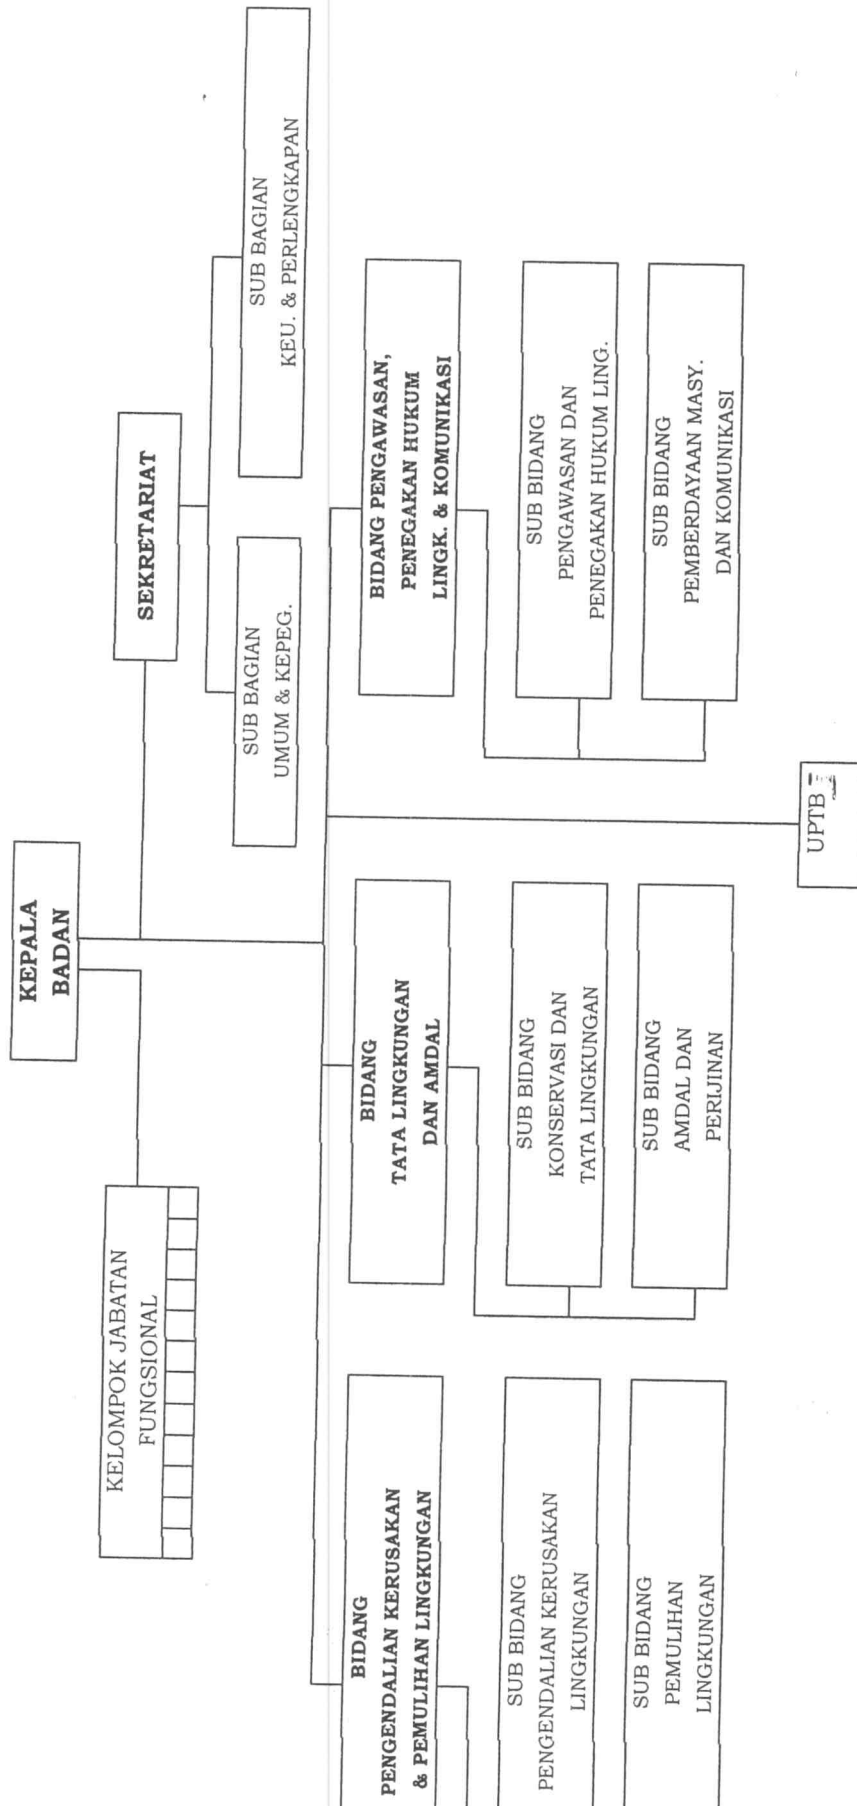 KEPALA
BADAN
KELOMPOK JABATAN
FUNGSIONAL
SEKRETARIAT
SUB BAGIAN
UMUM & KEPEG.
SUB BAGIAN
KEU. & PERLENGKAPAN
BIDANG
PENGENDALIAN KERUSAKAN
& PEMULIHAN LINGKUNGAN
BIDANG
TATA LINGKUNGAN
DAN AMDAL
BIDANG PENGAWASAN,
PENEGAKAN HUKUM
LINGK. & KOMUNIKASI
SUB BIDANG
PENGENDALIAN KERUSAKAN
LINGKUNGAN
SUB BIDANG
KONSERVASI DAN
TATA LINGKUNGAN
SUB BIDANG
PENGAWASAN DAN
PENEGAKAN HUKUM LING.
SUB BIDANG
PEMULIHAN
LINGKUNGAN
SUB BIDANG
AMDAL DAN
PERIJINAN
SUB BIDANG
PEMBERDAYAAN MASY.
DAN KOMUNIKASI
UPTB